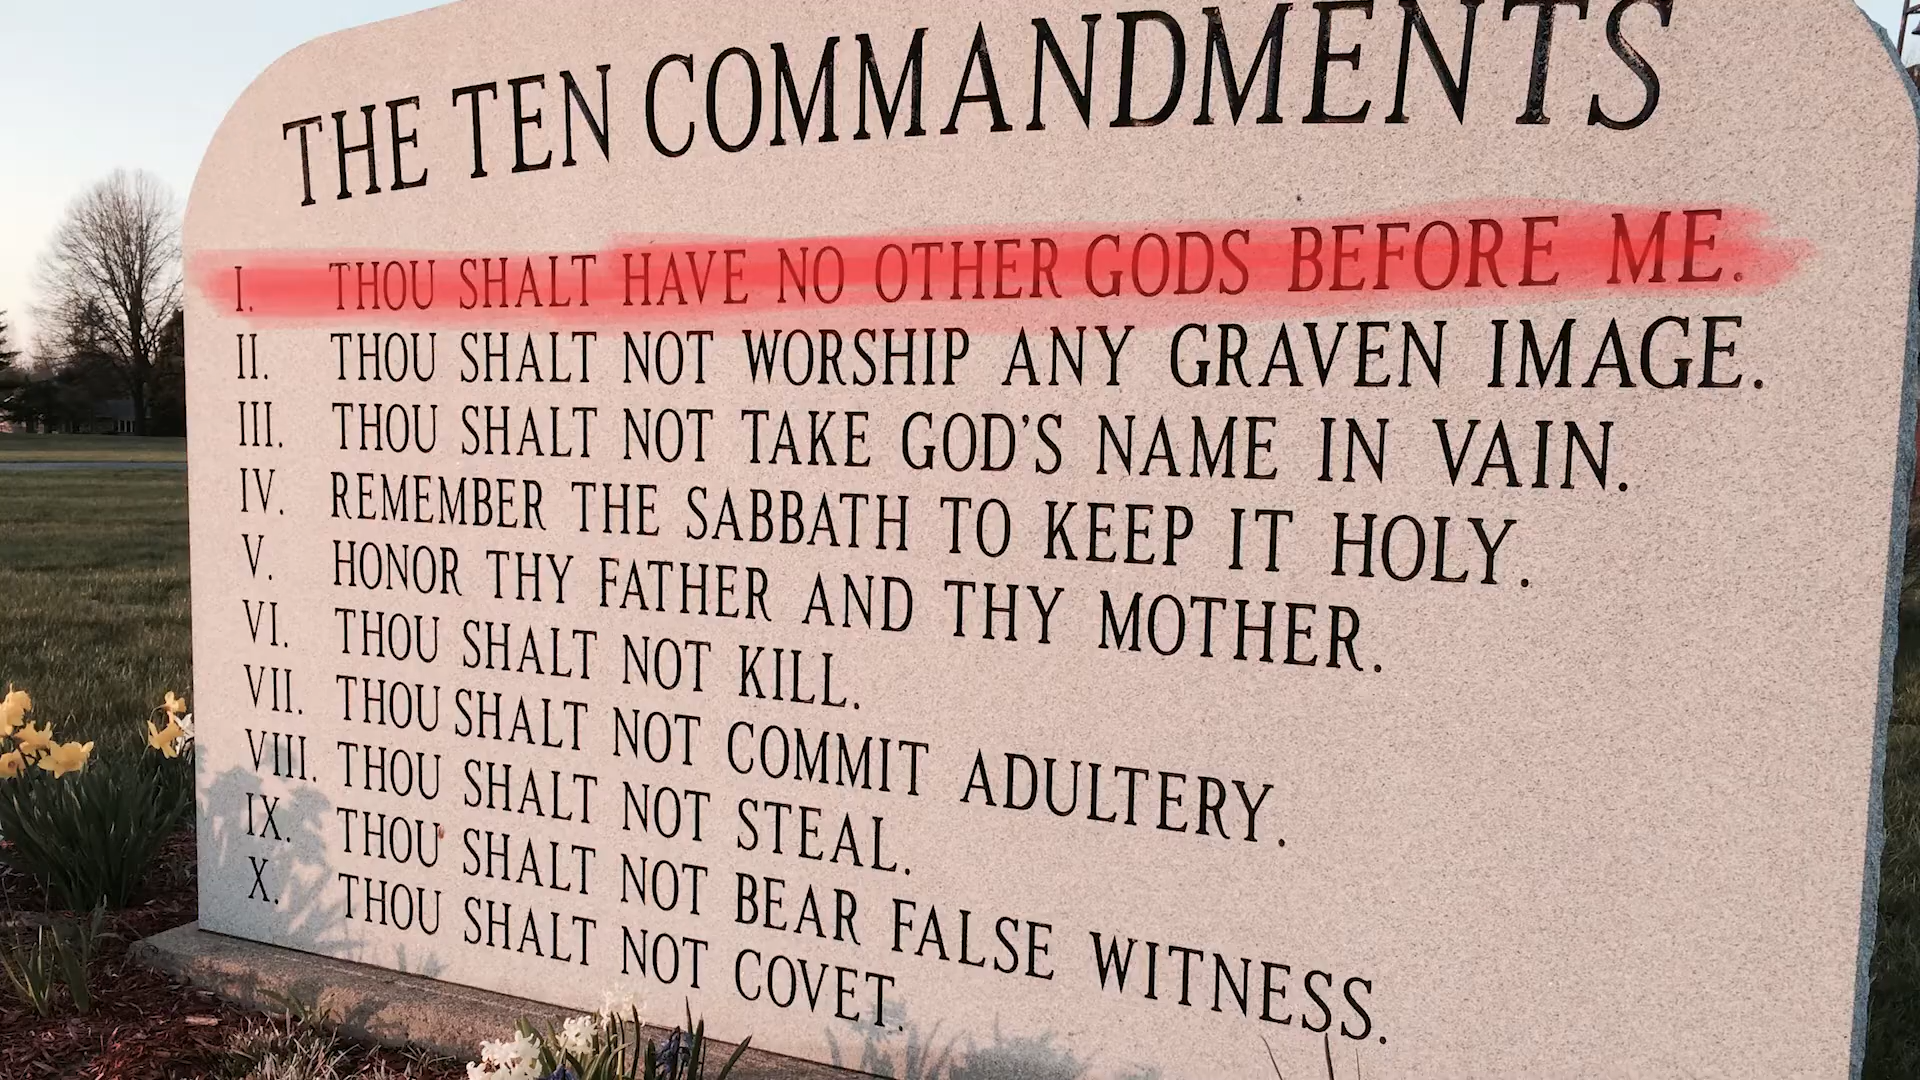 THE TEN COMMANDMENTS
I. THOU SHALT HAVE NO OTHER GODS BEFORE ME.
II. THOU SHALT NOT WORSHIP ANY GRAVEN IMAGE.
III. THOU SHALT NOT TAKE GOD'S NAME IN VAIN.
IV. REMEMBER THE SABBATH TO KEEP IT HOLY.
V. HONOR THY FATHER AND THY MOTHER.
VI. THOU SHALT NOT KILL.
VII. THOU SHALT NOT COMMIT ADULTERY.
VIII. THOU SHALT NOT STEAL.
IX. THOU SHALT NOT BEAR FALSE WITNESS.
X. THOU SHALT NOT COVET.